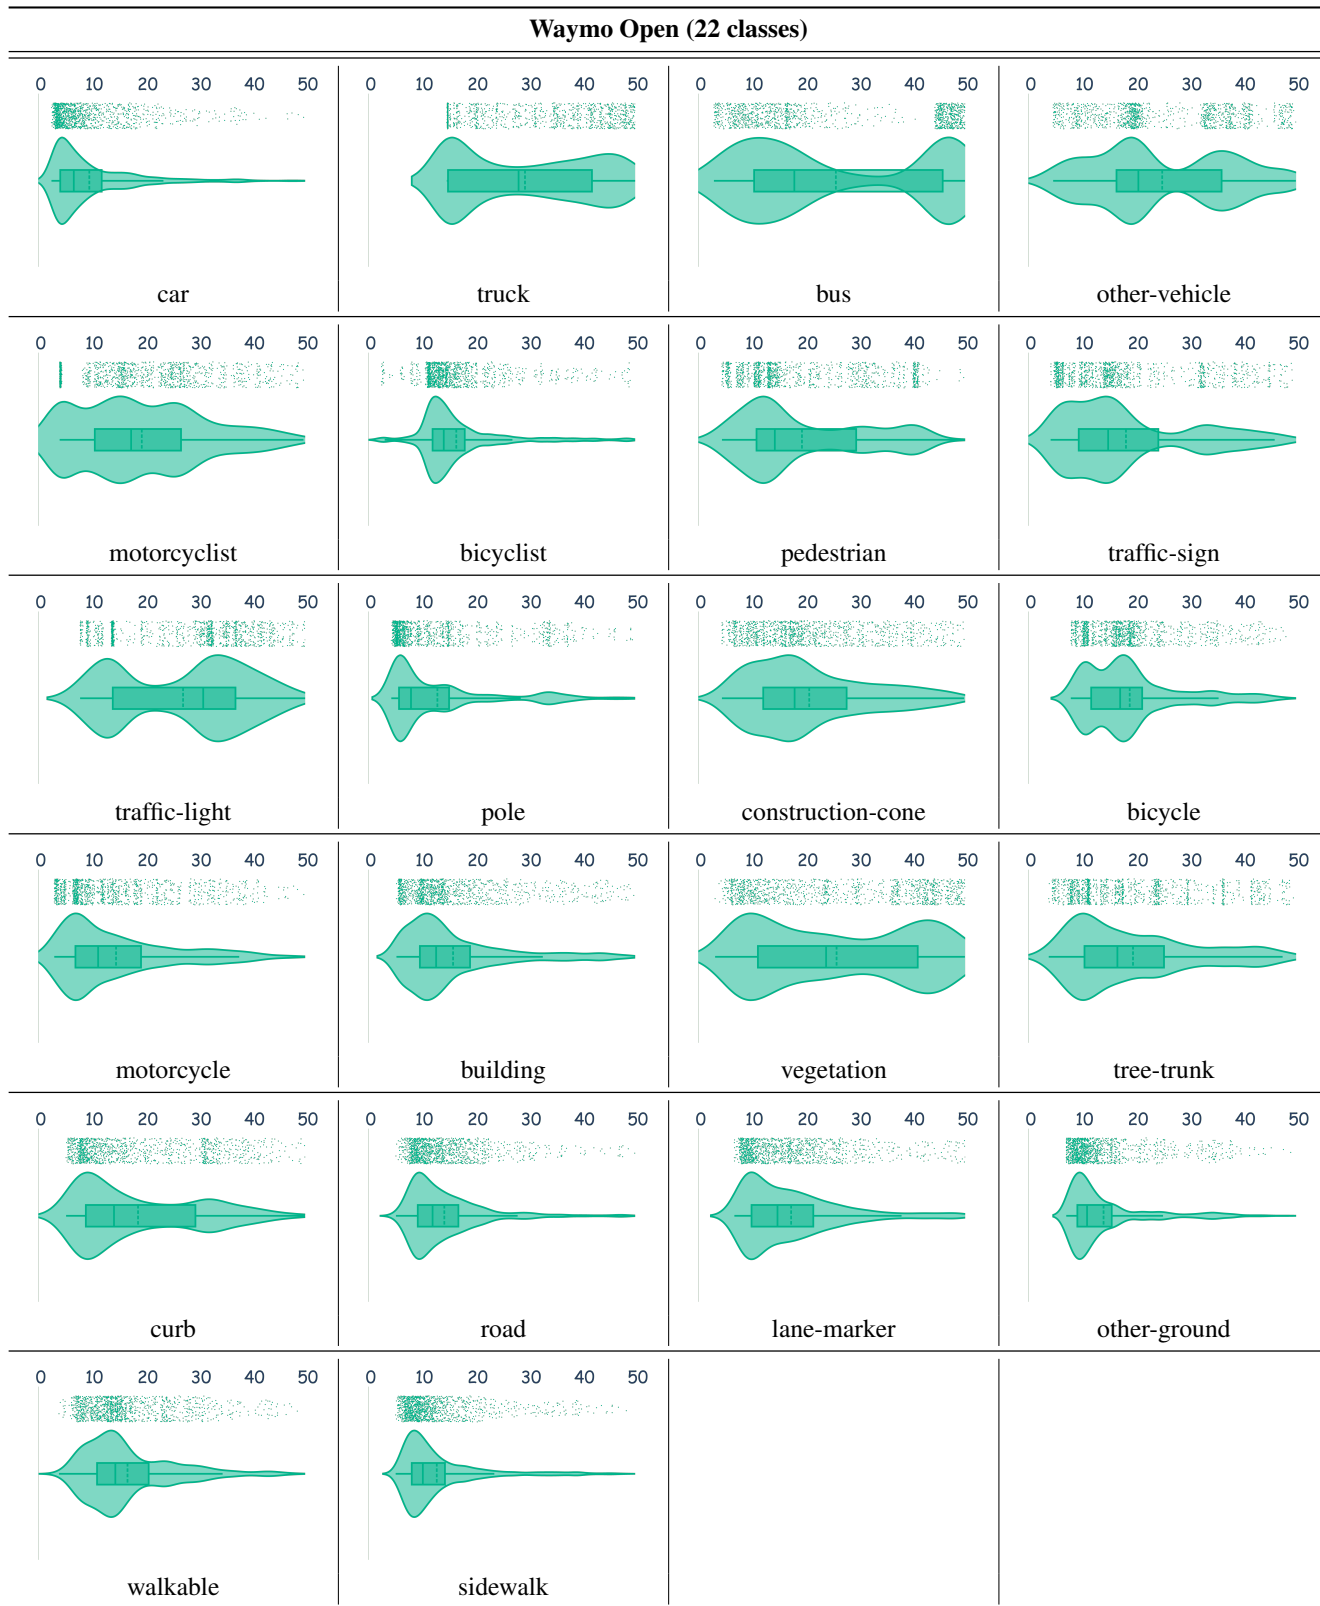 Waymo Open (22 classes)
0 10 20 30 40 50 0 10 20 30 40 50 0 10 20 30 40 50 0 10 20 30 40 50
car truck bus other-vehicle
0 10 20 30 40 50 0 10 20 30 40 50 0 10 20 30 40 50 0 10 20 30 40 50
motorcyclist bicyclist pedestrian traffic-sign
0 10 20 30 40 50 0 10 20 30 40 50 0 10 20 30 40 50 0 10 20 30 40 50
traffic-light pole construction-cone bicycle
0 10 20 30 40 50 0 10 20 30 40 50 0 10 20 30 40 50 0 10 20 30 40 50
motorcycle building vegetation tree-trunk
0 10 20 30 40 50 0 10 20 30 40 50 0 10 20 30 40 50 0 10 20 30 40 50
curb road lane-marker other-ground
0 10 20 30 40 50 0 10 20 30 40 50
walkable sidewalk